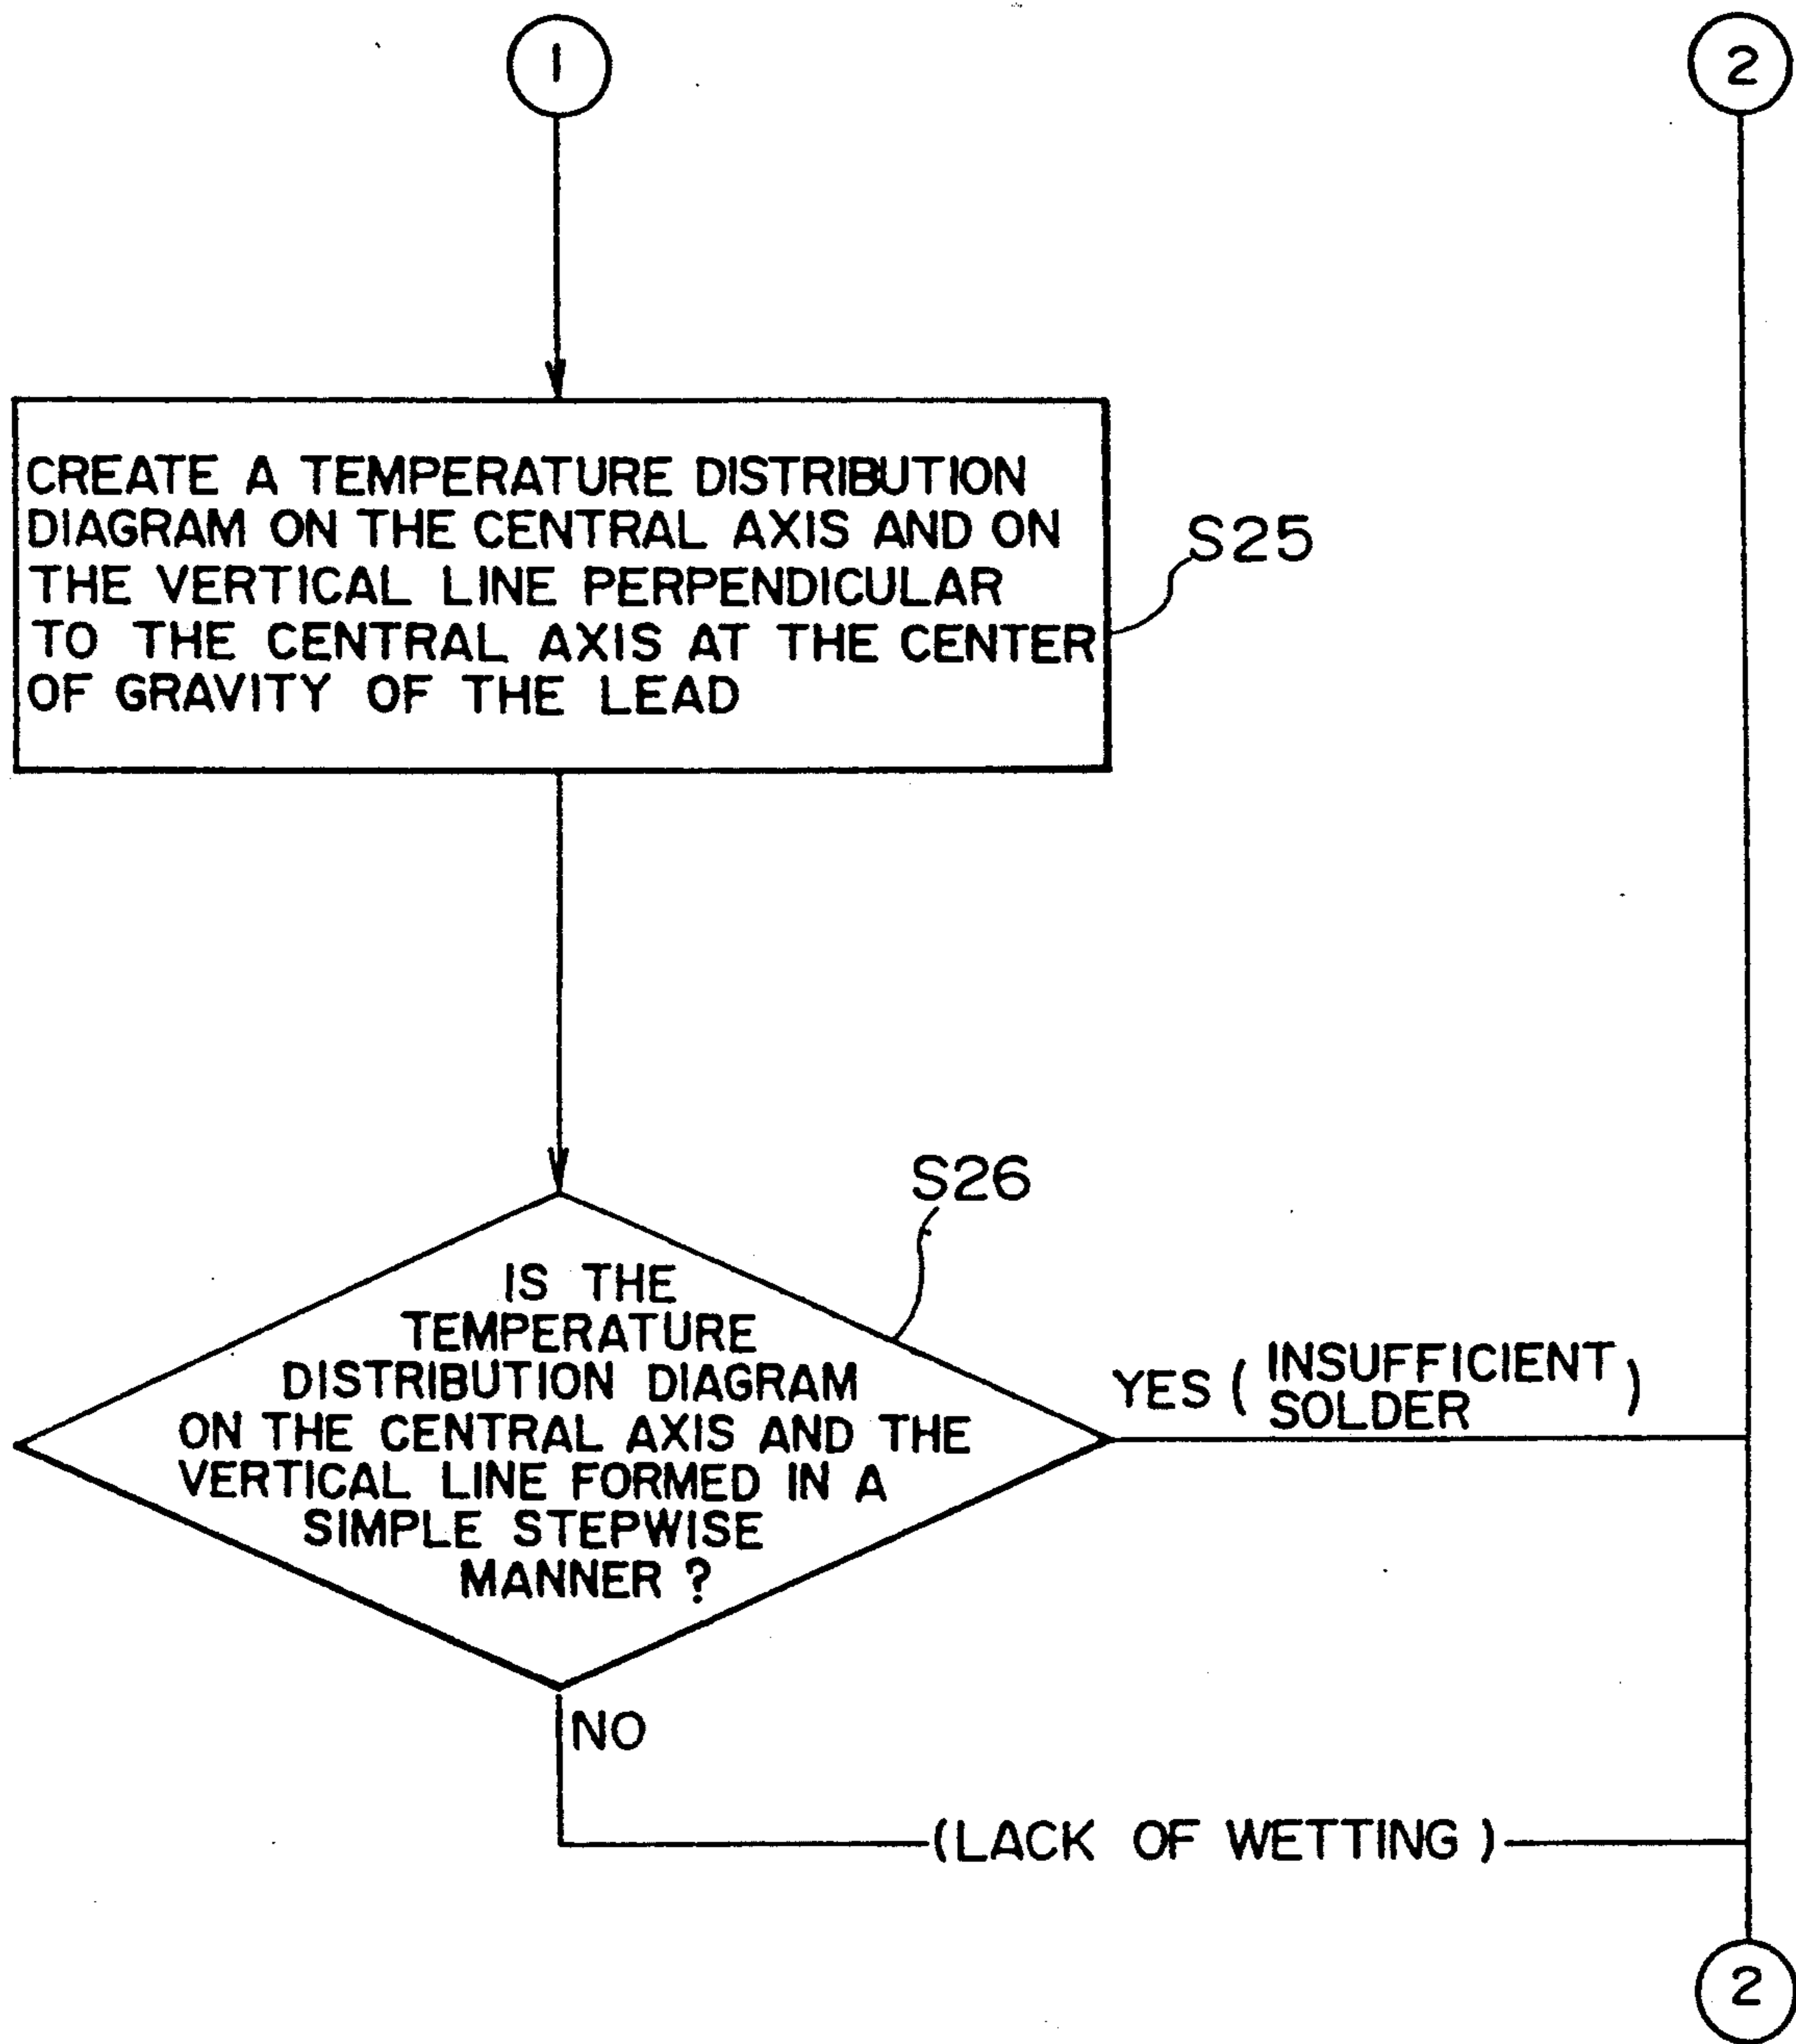 1
2
CREATE A TEMPERATURE DISTRIBUTION
DIAGRAM ON THE CENTRAL AXIS AND ON
THE VERTICAL LINE PERPENDICULAR
TO THE CENTRAL AXIS AT THE CENTER
OF GRAVITY OF THE LEAD
S25
S26
IS THE
TEMPERATURE
DISTRIBUTION DIAGRAM
ON THE CENTRAL AXIS AND THE
VERTICAL LINE FORMED IN A
SIMPLE STEPWISE
MANNER ?
YES ( INSUFFICIENT
SOLDER )
NO
(LACK OF WETTING )
2